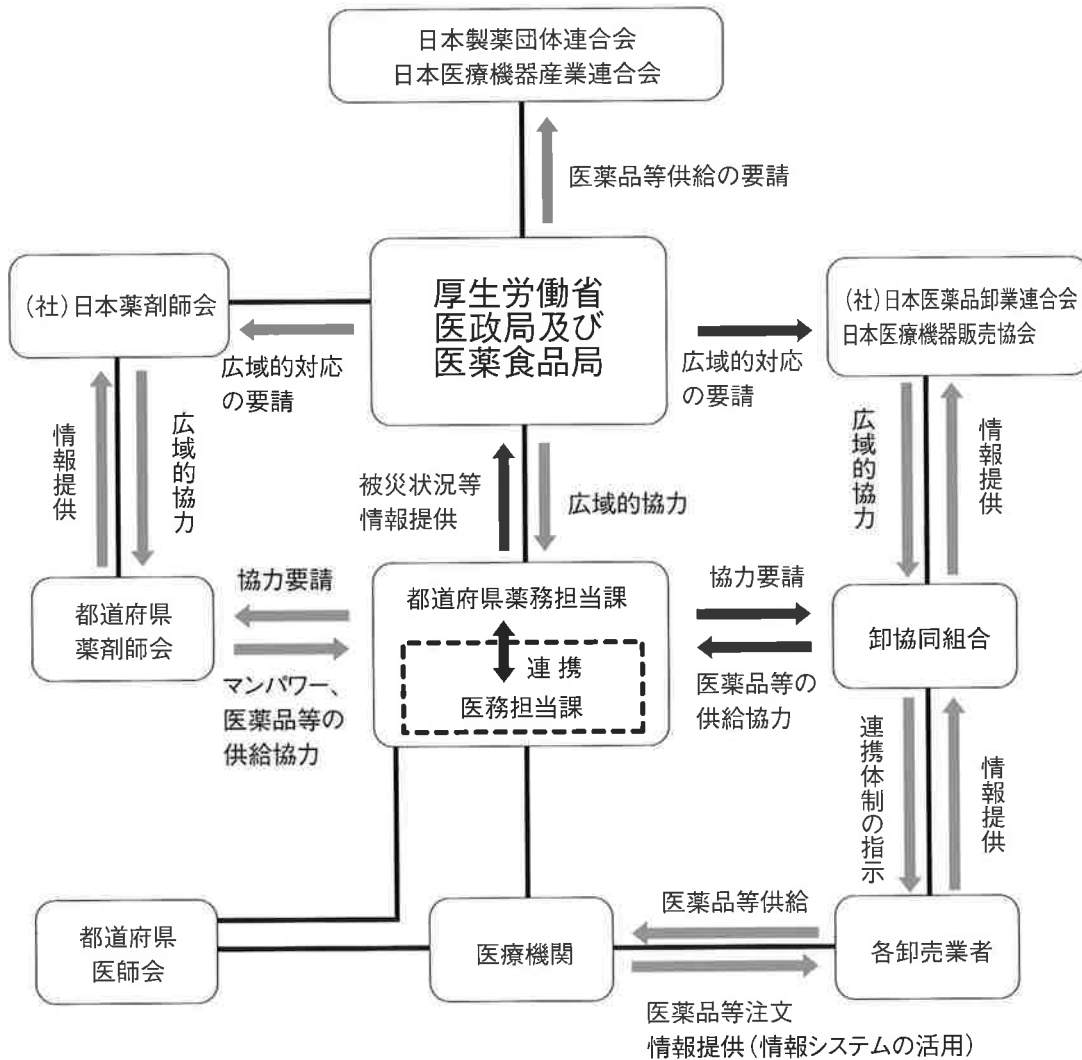 日本製薬団体連合会
日本医療機器産業連合会
医薬品等供給の要請
(社)日本薬剤師会
厚生労働省
医政局及び
医薬食品局
(社)日本医薬品卸業連合会
日本医療機器販売協会
広域的対応
の要請
広域的対応
の要請
情報提供
広域的協力
被災状況等
情報提供
広域的協力
広域的協力
情報提供
都道府県
薬剤師会
協力要請
マンパワー、
医薬品等の
供給協力
都道府県薬務担当課
連携
医務担当課
協力要請
医薬品等の
供給協力
卸協同組合
連携体制の指示
情報提供
都道府県
医師会
医療機関
医薬品等供給
各卸売業者
医薬品等注文
情報提供(情報システムの活用)